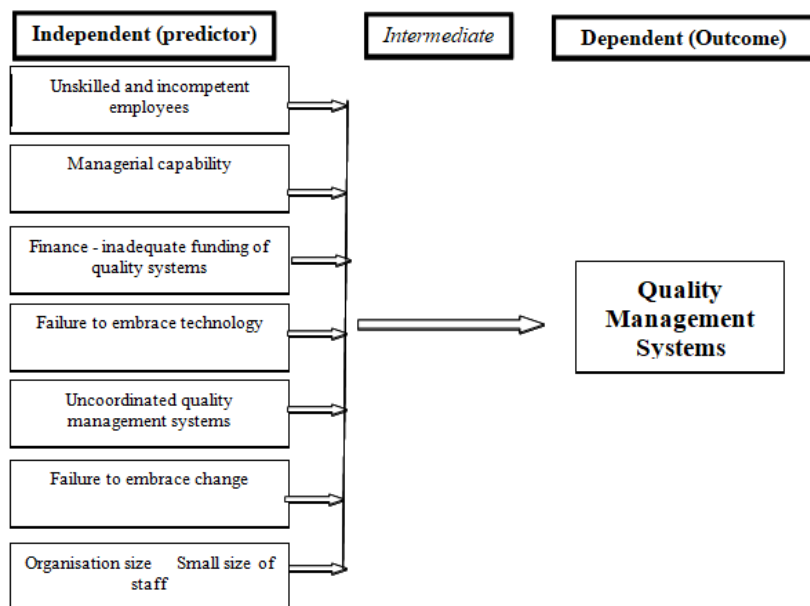 Independent (predictor)
Intermediate
Dependent (Outcome)
Unskilled and incompetent
employees
Managerial capability
Finance - inadequate funding of
quality systems
Failure to embrace technology
Uncoordinated quality
management systems
Failure to embrace change
Organisation size Small size of
staff
Quality
Management
Systems